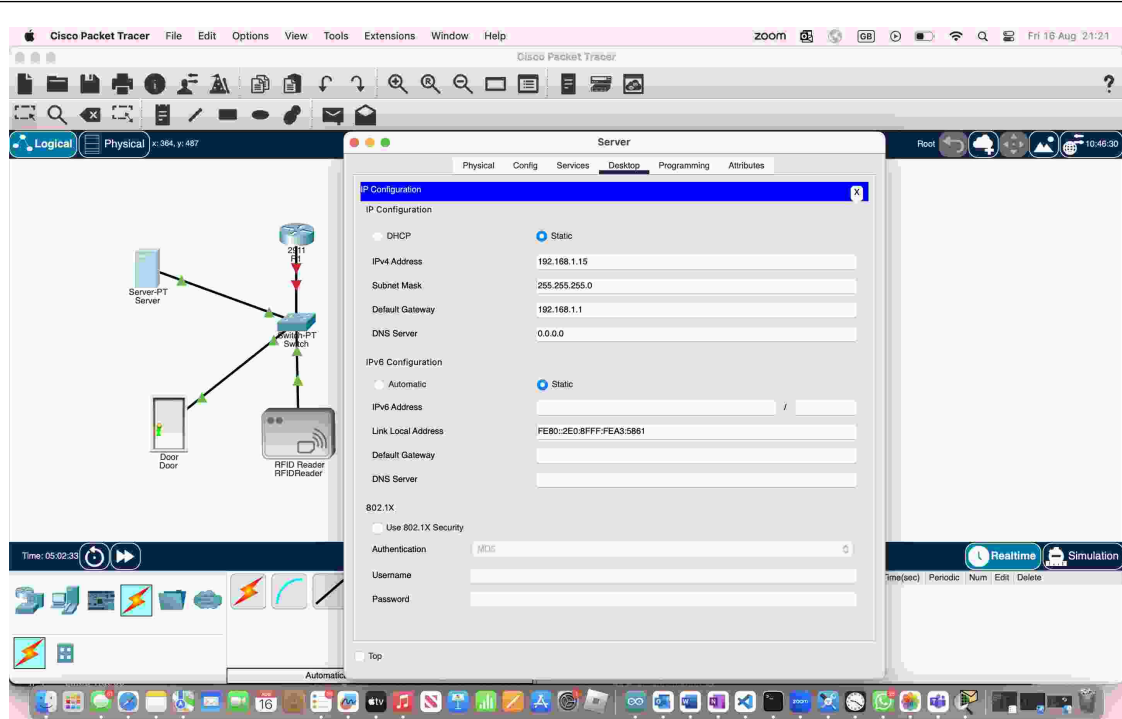 Cisco Packet Tracer File Edit Options View Tools Extensions Window Help zoom GB Fri 16 Aug 21:21
Cisco Packet Tracer
?
Logical Physical x: 364, y: 487 Root 10:46:30
Server
Physical Config Services Desktop Programming Attributes
IP Configuration X
IP Configuration
DHCP Static
IPv4 Address 192.168.1.15
Subnet Mask 255.255.255.0
Default Gateway 192.168.1.1
DNS Server 0.0.0.0
IPv6 Configuration
Automatic Static
IPv6 Address /
Link Local Address FE80::2E0:8FFF:FEA3:5861
Default Gateway
DNS Server
802.1X
Use 802.1X Security
Authentication MD5
Username
Password
Top
2911
R1
Server-PT
Server
Switch-PT
Switch
Door
Door
RFID Reader
RFIDReader
Time: 05:02:33 Realtime Simulation
Time(sec) Periodic Num Edit Delete
Automatic
16 tv zoom